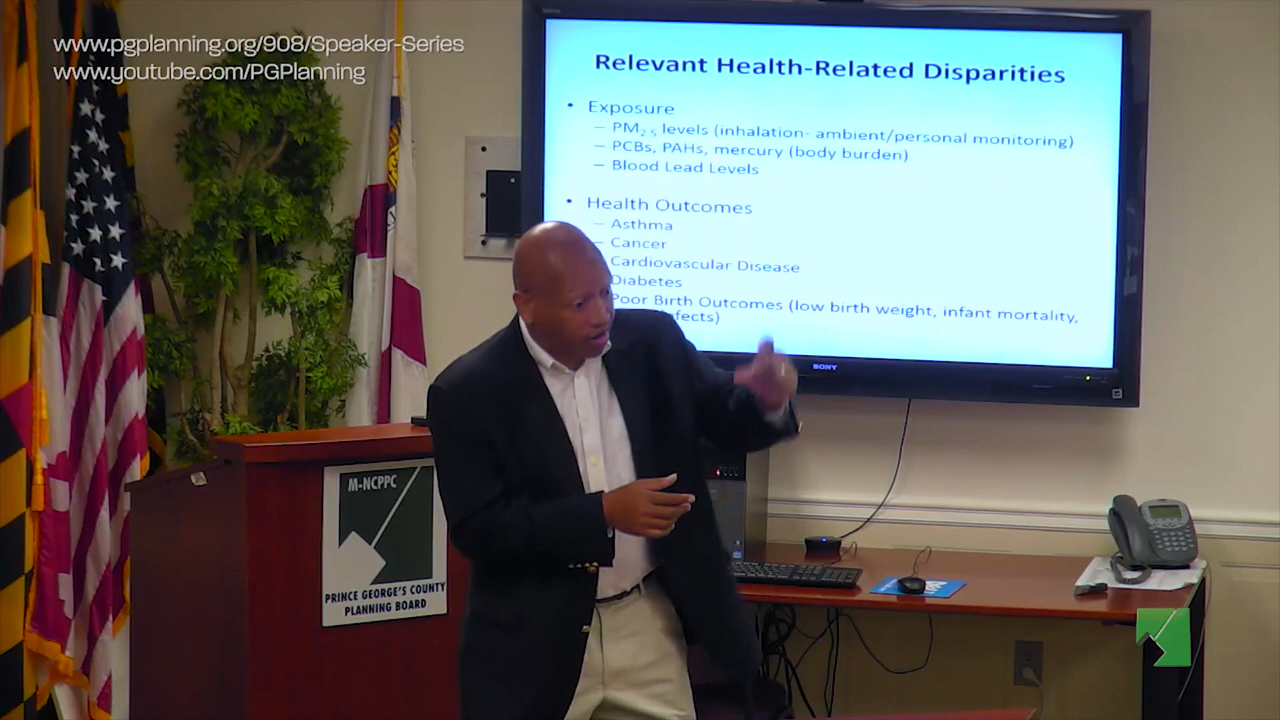 www.pgplanning.org/908/Speaker-Series
www.youtube.com/PGPlanning
Relevant Health-Related Disparities
• Exposure
– PM2.5 levels (inhalation- ambient/personal monitoring)
– PCBs, PAHs, mercury (body burden)
– Blood Lead Levels
• Health Outcomes
– Asthma
– Cancer
Cardiovascular Disease
Diabetes
Poor Birth Outcomes (low birth weight, infant mortality,
SONY
M-NCPPC
PRINCE GEORGE'S COUNTY
PLANNING BOARD